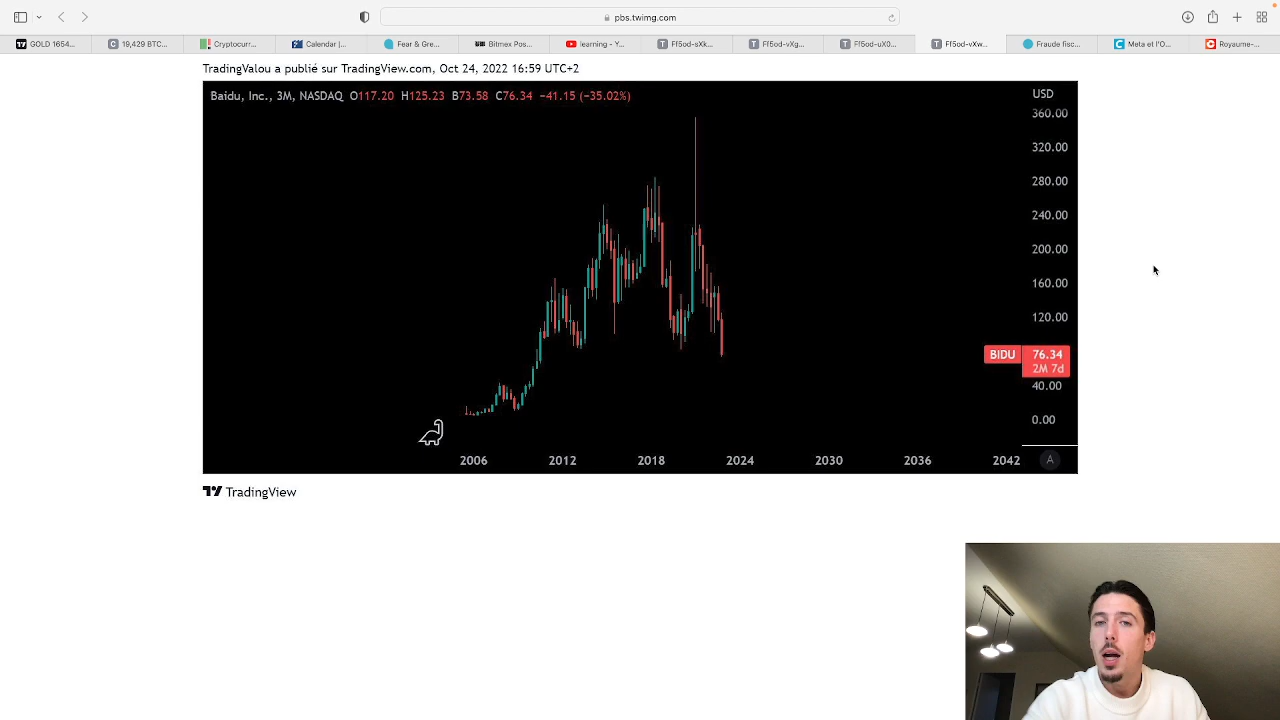 pbs.twimg.com
GOLD 1654...
19,429 BTC...
Cryptocurr...
Calendar |...
Fear & Gre...
Bitmex Pos...
learning - Y...
Ff5od-sXk...
Ff5od-vXg...
Ff5od-uX0...
Ff5od-vXw...
Fraude fisc...
Meta et l'O...
Royaume-...
TradingValou a publié sur TradingView.com, Oct 24, 2022 16:59 UTC+2
Baidu, Inc., 3M, NASDAQ O117.20 H125.23 B73.58 C76.34 −41.15 (−35.02%)
USD
360.00
320.00
280.00
240.00
200.00
160.00
120.00
BIDU 76.34
2M 7d
40.00
0.00
2006 2012 2018 2024 2030 2036 2042 A
TradingView